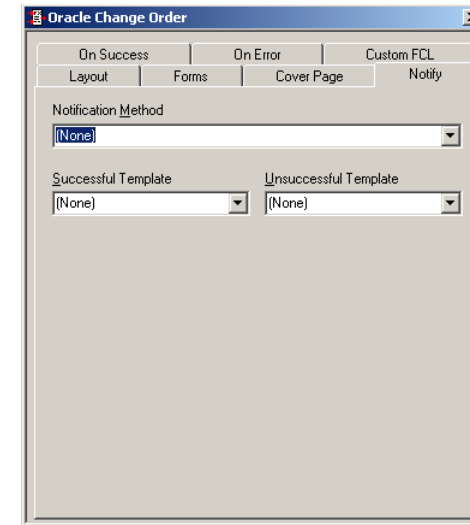 Oracle Change Order
On Success On Error Custom FCL
Layout Forms Cover Page Notify
Notification Method
(None)
Successful Template Unsuccessful Template
(None) (None)